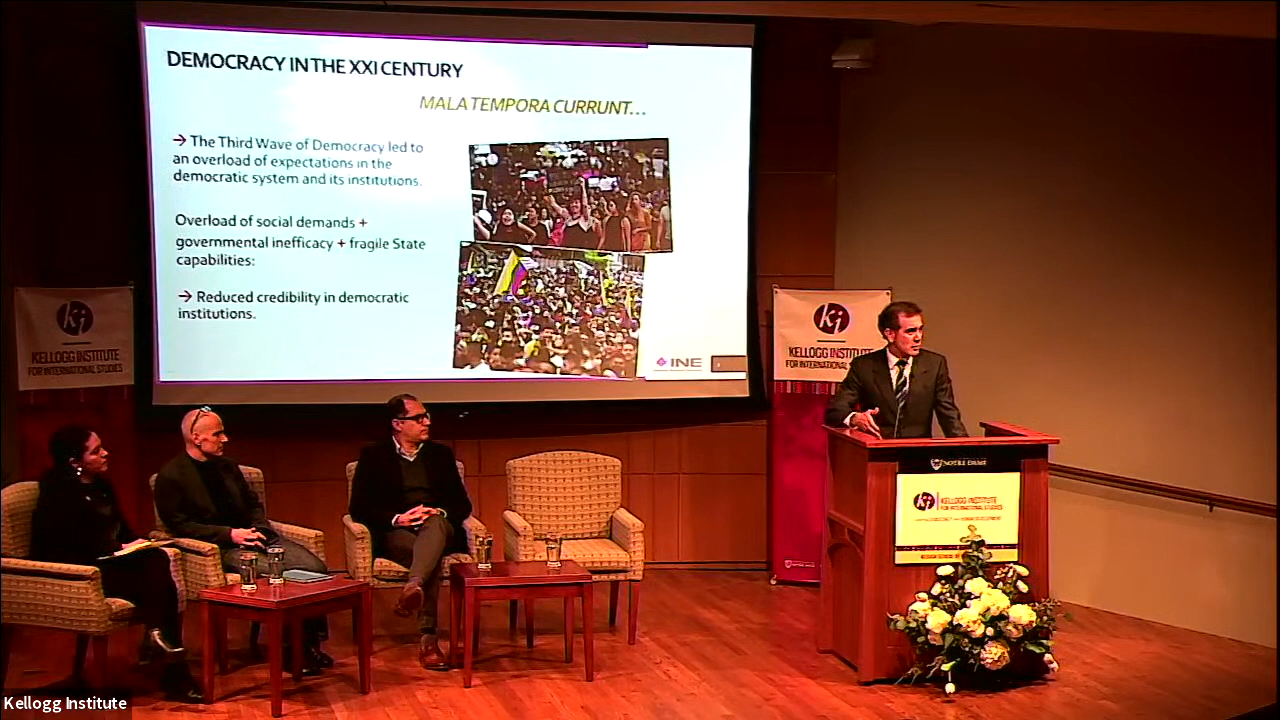 DEMOCRACY IN THE XXI CENTURY
MALA TEMPORA CURRUNT...
→ The Third Wave of Democracy led to
an overload of expectations in the
democratic system and its institutions.
Overload of social demands +
governmental inefficacy + fragile State
capabilities:
→ Reduced credibility in democratic
institutions.
INE
ki
KELLOGG INSTITUTE
FOR INTERNATIONAL STUDIES
ki
KELLOGG INSTITUTE
FOR INTERNATIONAL
NOTRE DAME
ki
KELLOGG INSTITUTE
FOR INTERNATIONAL STUDIES
Kellogg Institute